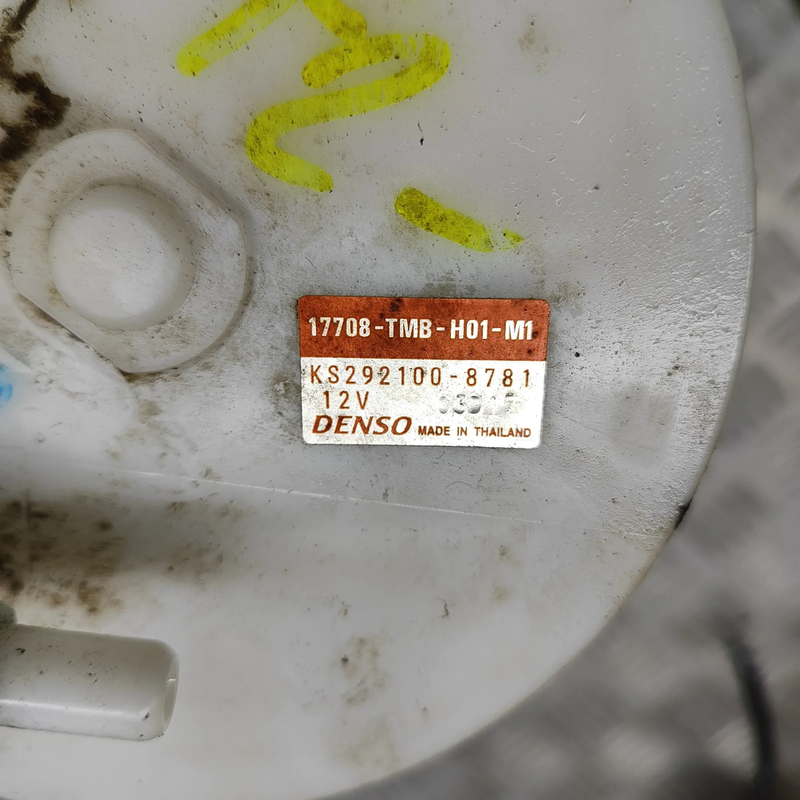 17708-TMB-H01-M1
KS292100-8781
12V
DENSO MADE IN THAILAND